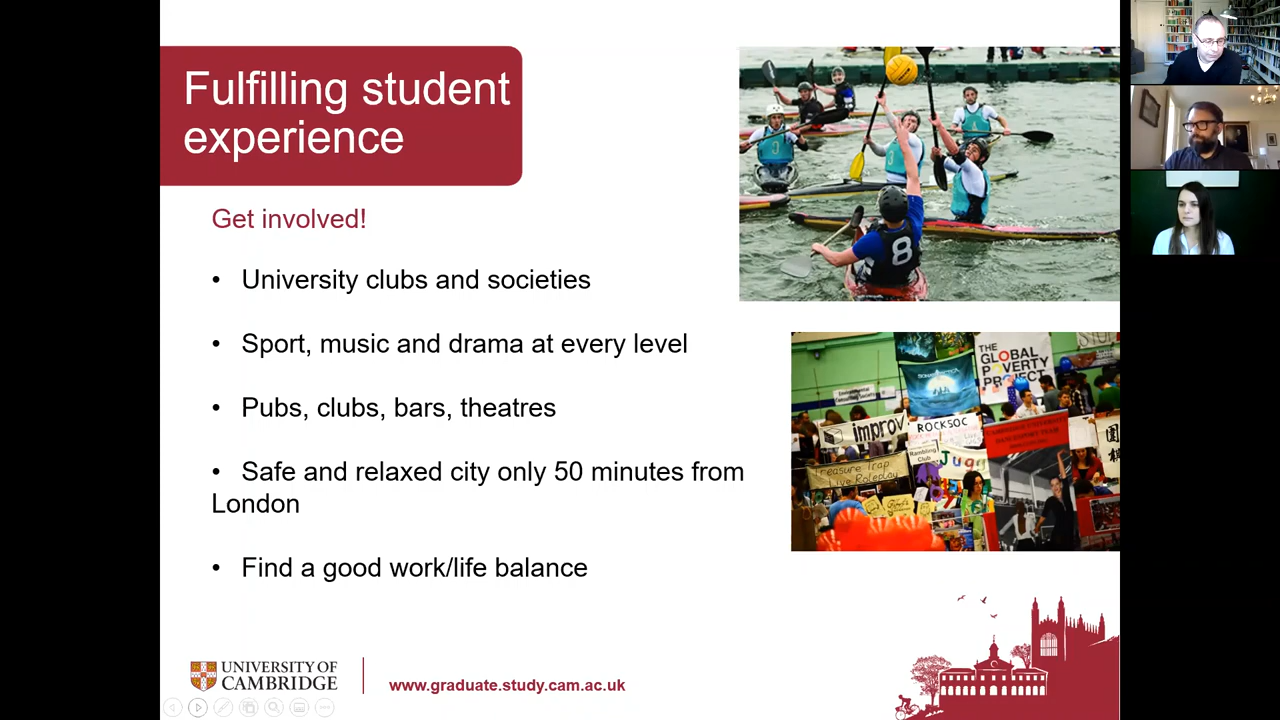 Fulfilling student
experience
Get involved!
• University clubs and societies
• Sport, music and drama at every level
• Pubs, clubs, bars, theatres
• Safe and relaxed city only 50 minutes from
London
• Find a good work/life balance
8
THE
GLOBAL
POVERTY
PROJECT
improv
ROCKSOC
Rambling
Club
Treasure Trap
Live Roleplay
UNIVERSITY OF
CAMBRIDGE
www.graduate.study.cam.ac.uk